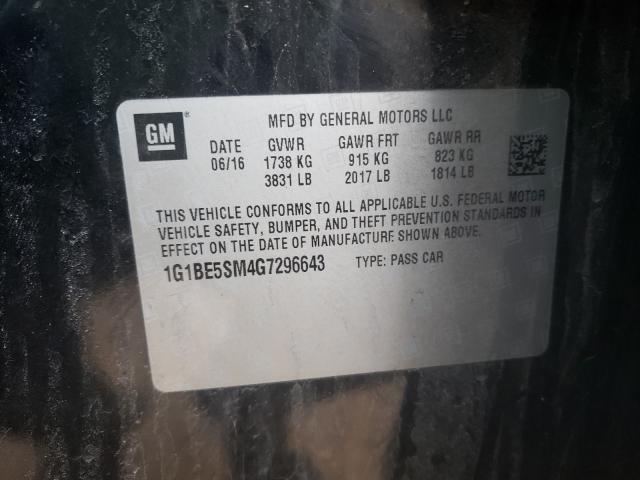 MFD BY GENERAL MOTORS LLC
GM
DATE GVWR GAWR FRT GAWR RR
06/16 1738 KG 915 KG 823 KG
3831 LB 2017 LB 1814 LB
THIS VEHICLE CONFORMS TO ALL APPLICABLE U.S. FEDERAL MOTOR
VEHICLE SAFETY, BUMPER, AND THEFT PREVENTION STANDARDS IN
EFFECT ON THE DATE OF MANUFACTURE SHOWN ABOVE.
1G1BE5SM4G7296643 TYPE: PASS CAR